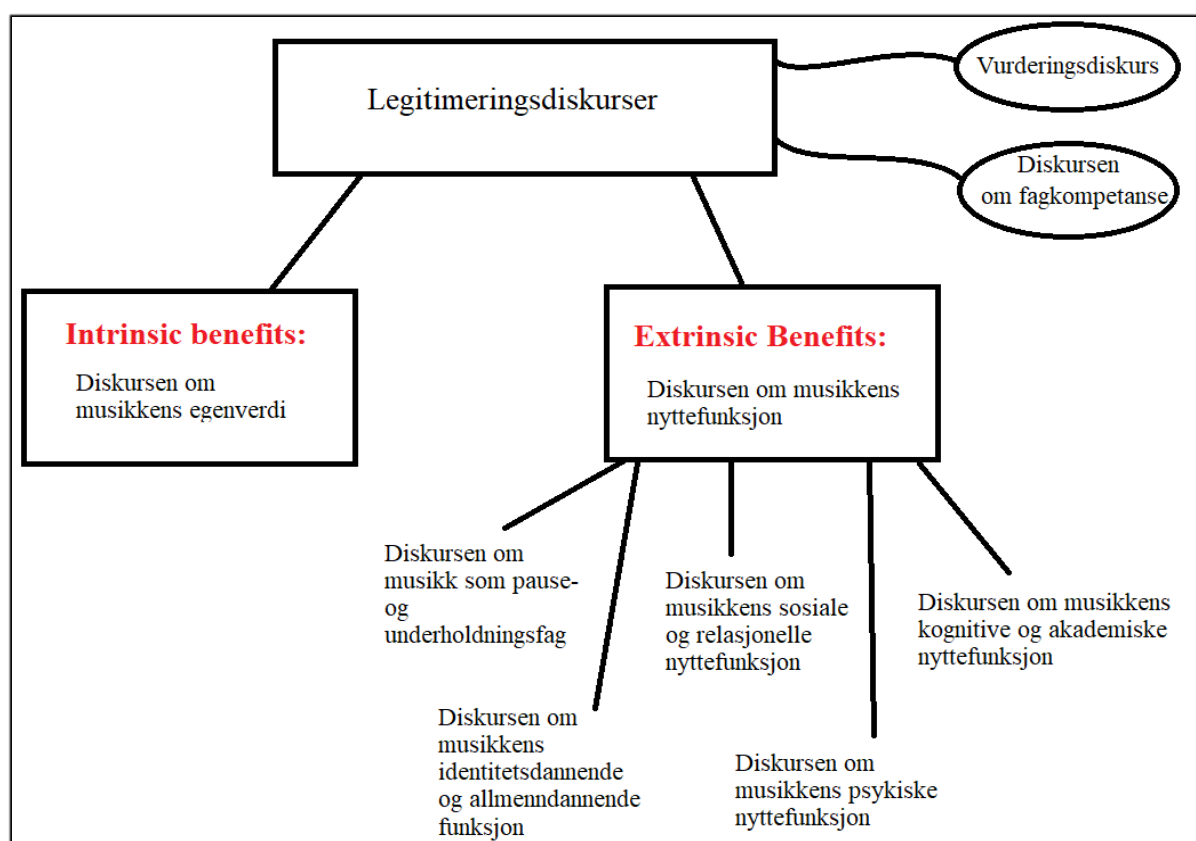 Legitimeringsdiskurser
Vurderingsdiskurs
Diskursen
om fagkompetanse
Intrinsic benefits:
Diskursen om
musikkens egenverdi
Extrinsic Benefits:
Diskursen om musikkens
nyttefunksjon
Diskursen om
musikk som pause-
og
underholdningsfag
Diskursen om
musikkens sosiale
og relasjonelle
nyttefunksjon
Diskursen om musikkens
kognitive og akademiske
nyttefunksjon
Diskursen om
musikkens
identitetsdannende
og allmenndannende
funksjon
Diskursen om
musikkens psykiske
nyttefunksjon